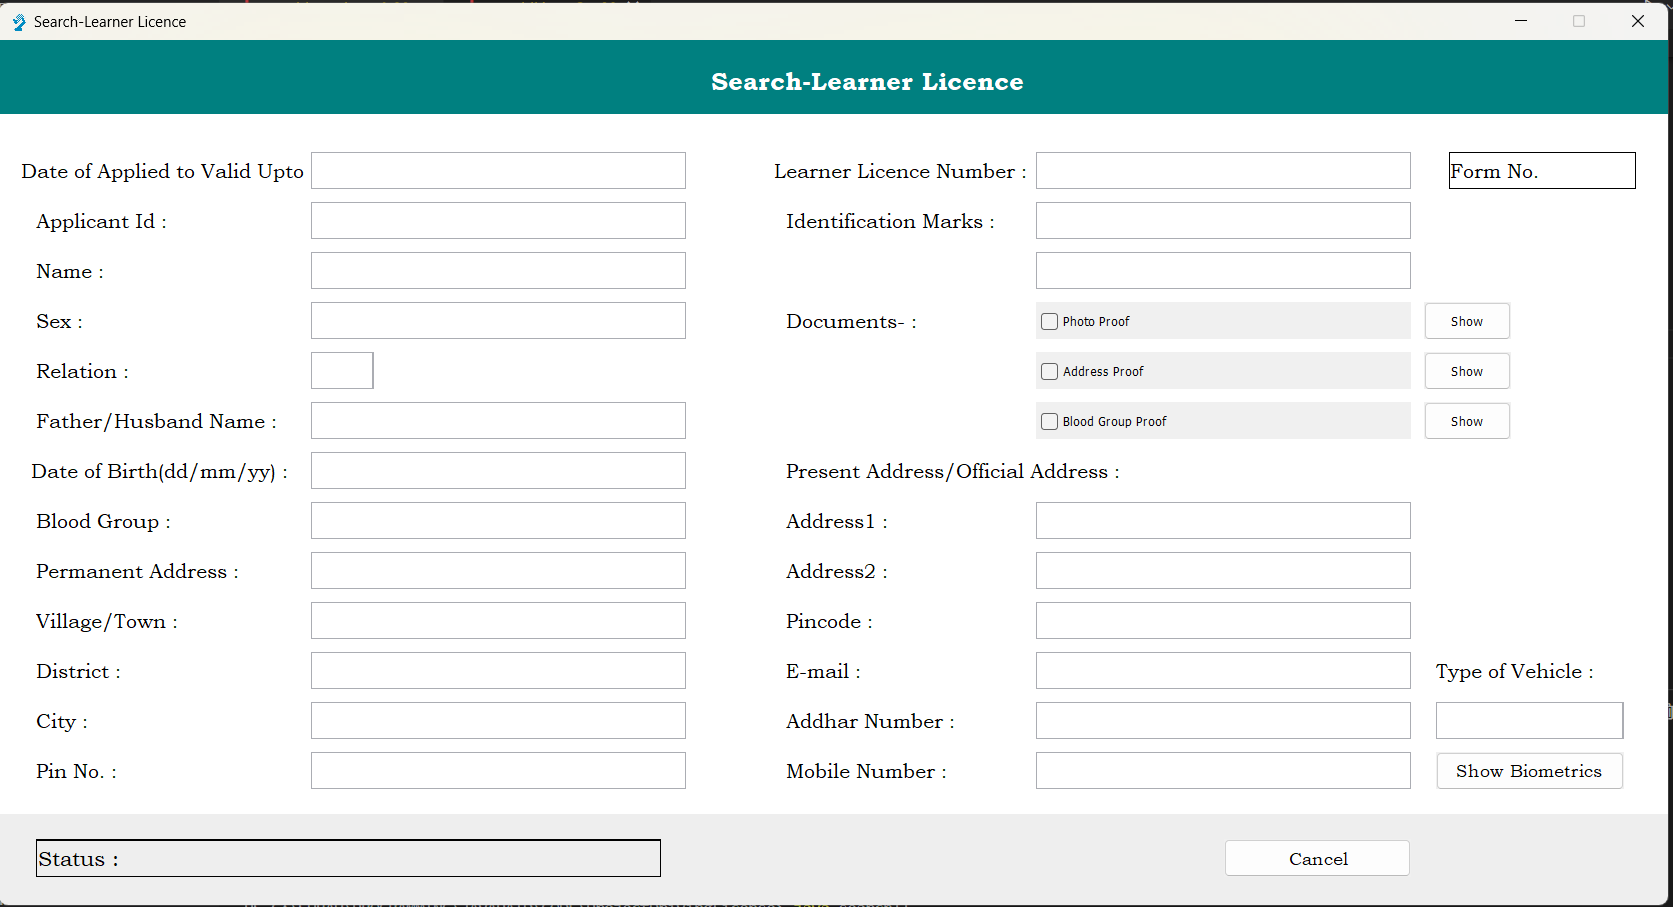 Search-Learner Licence
Search-Learner Licence
Date of Applied to Valid Upto
Learner Licence Number :
Form No.
Applicant Id :
Identification Marks :
Name :
Sex :
Documents- :
Photo Proof
Show
Relation :
Address Proof
Show
Father/Husband Name :
Blood Group Proof
Show
Date of Birth(dd/mm/yy) :
Present Address/Official Address :
Blood Group :
Address1 :
Permanent Address :
Address2 :
Village/Town :
Pincode :
District :
E-mail :
Type of Vehicle :
City :
Addhar Number :
Pin No. :
Mobile Number :
Show Biometrics
Status :
Cancel